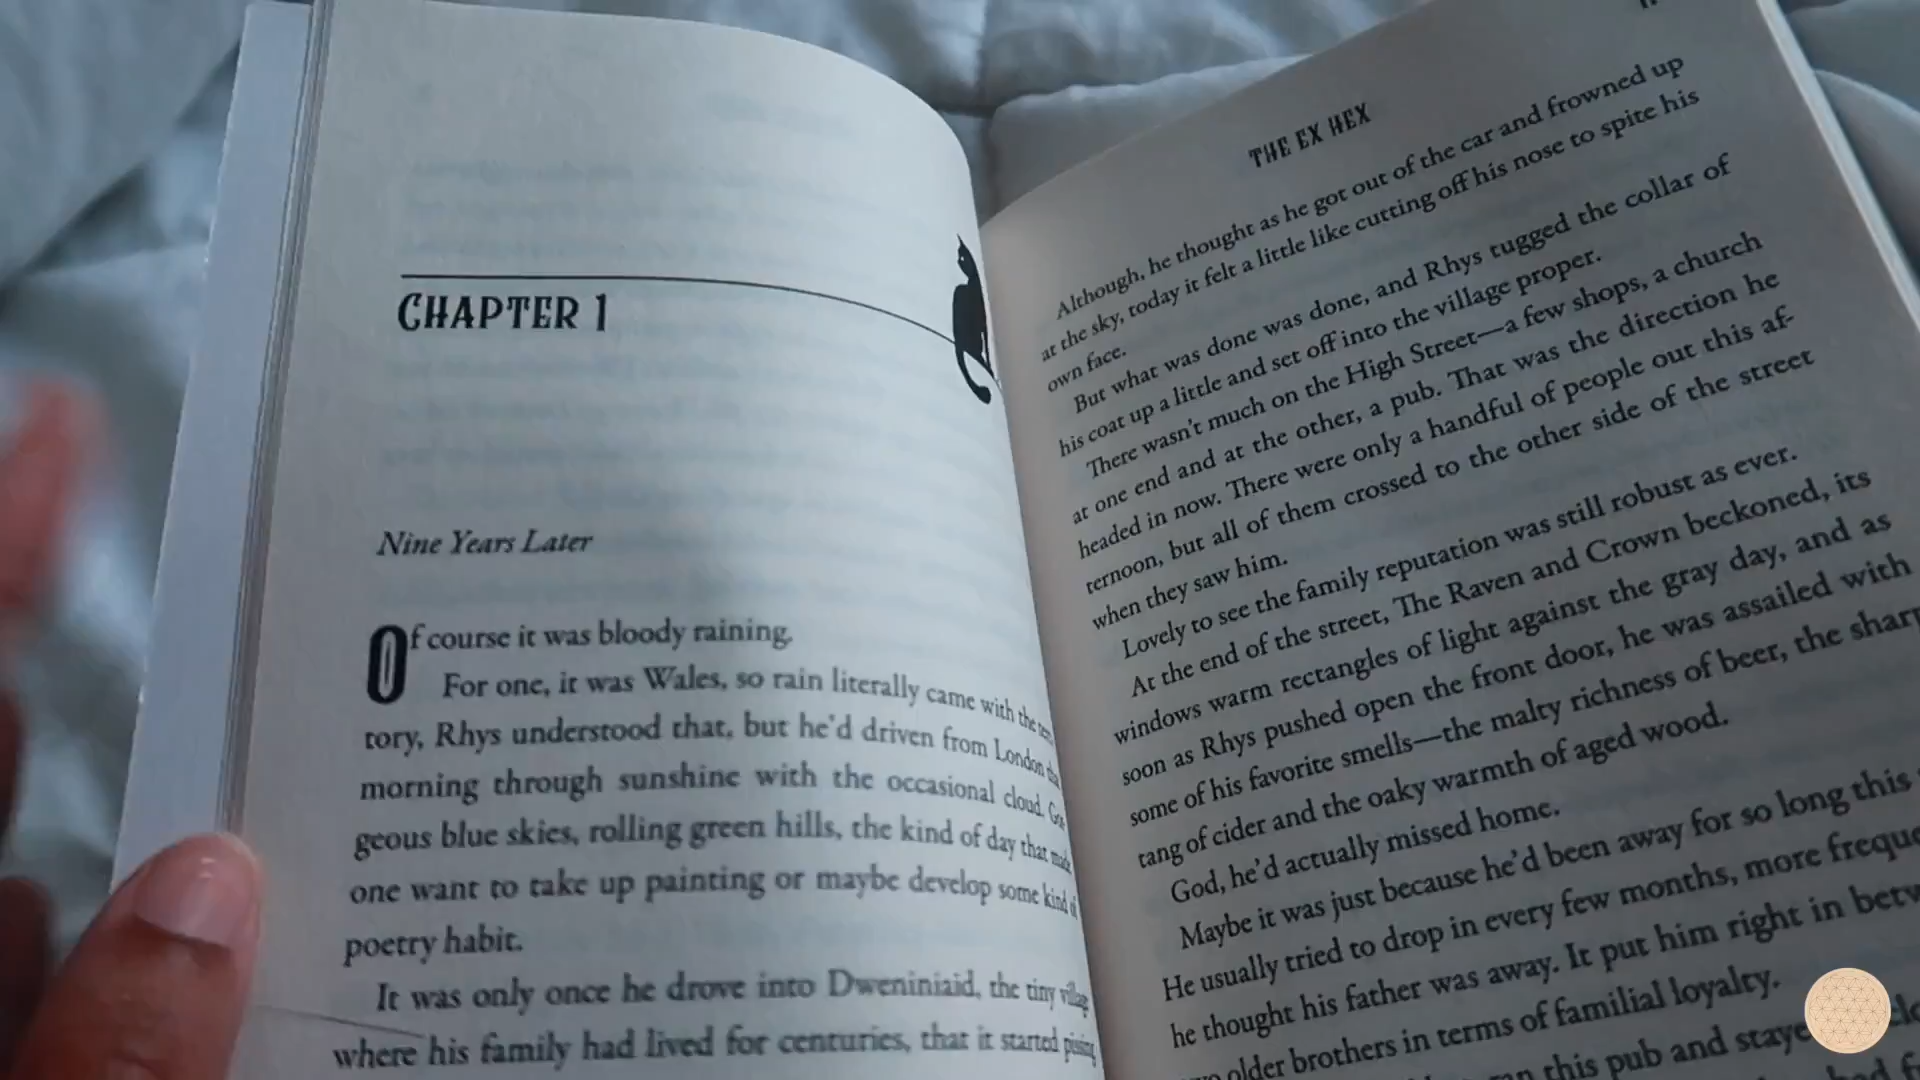 CHAPTER 1
Nine Years Later
Of course it was bloody raining.
For one, it was Wales, so rain literally came with the
tory, Rhys understood that, but he'd driven from London
morning through sunshine with the occasional cloud.
geous blue skies, rolling green hills, the kind of day that
one want to take up painting or maybe develop some kind of
poetry habit.
It was only once he drove into Dweniniaid, the tiny village
where his family had lived for centuries, that it started pissing
THE EX HEX
Although, he thought as he got out of the car and frowned up
at the sky, today it felt a little like cutting off his nose to spite his
own face.
But what was done was done, and Rhys tugged the collar of
his coat up a little and set off into the village proper.
There wasn't much on the High Street—a few shops, a church
at one end and at the other, a pub. That was the direction he
headed in now. There were only a handful of people out this af-
ternoon, but all of them crossed to the other side of the street
when they saw him.
Lovely to see the family reputation was still robust as ever.
At the end of the street, The Raven and Crown beckoned, its
windows warm rectangles of light against the gray day, and as
soon as Rhys pushed open the front door, he was assailed with
some of his favorite smells—the malty richness of beer, the sharp
tang of cider and the oaky warmth of aged wood.
God, he'd actually missed home.
Maybe it was just because he'd been away for so long this
He usually tried to drop in every few months, more
he thought his father was away. It put him right in
older brothers in terms of familial loyalty.
this pub and